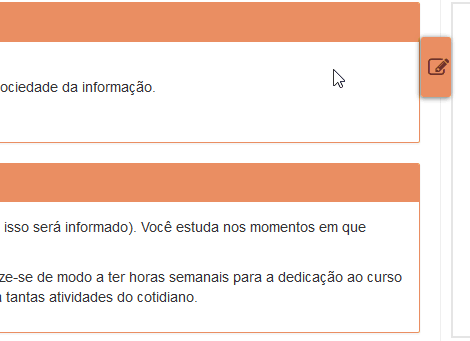 ociedade da informação.
isso será informado). Você estuda nos momentos em que
ze-se de modo a ter horas semanais para a dedicação ao curso
tantas atividades do cotidiano.